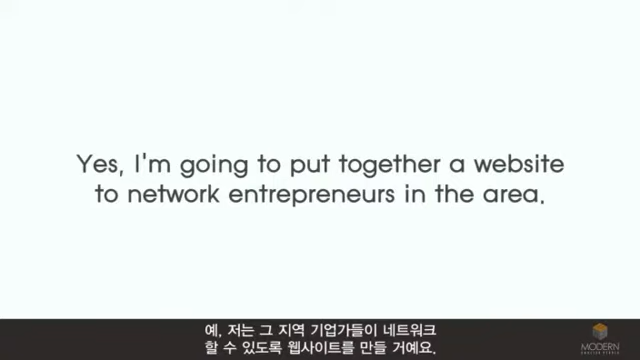 Yes, I'm going to put together a website
to network entrepreneurs in the area.
예, 저는 그 지역 기업가들이 네트워크
할 수 있도록 웹사이트를 만들 거예요.
MODERN